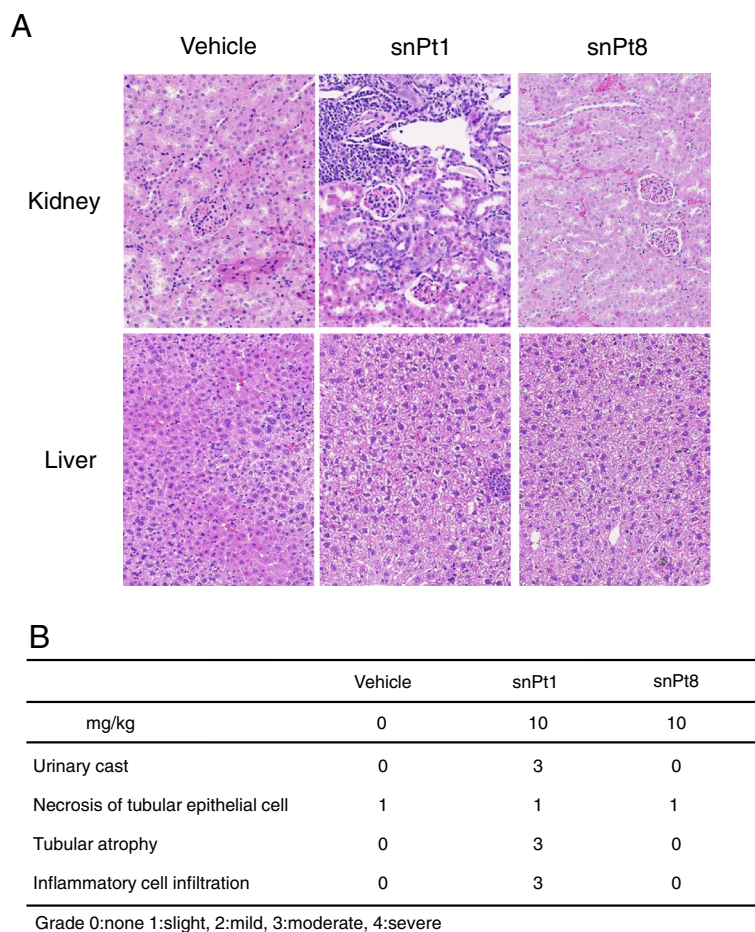 A
Vehicle snPt1 snPt8
Kidney
Liver
B
Vehicle snPt1 snPt8
mg/kg 0 10 10
Urinary cast 0 3 0
Necrosis of tubular epithelial cell 1 1 1
Tubular atrophy 0 3 0
Inflammatory cell infiltration 0 3 0
Grade 0:none 1:slight, 2:mild, 3:moderate, 4:severe